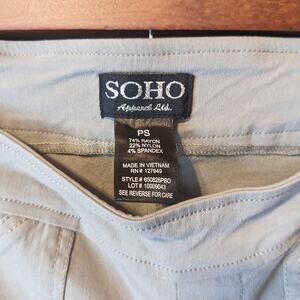 SOHO
Apparel Ltd.
PS
74% RAYON
22% NYLON
4% SPANDEX
MADE IN VIETNAM
RN# 127949
STYLE# 650826PSO
LOT# 10009043
SEE REVERSE FOR CARE